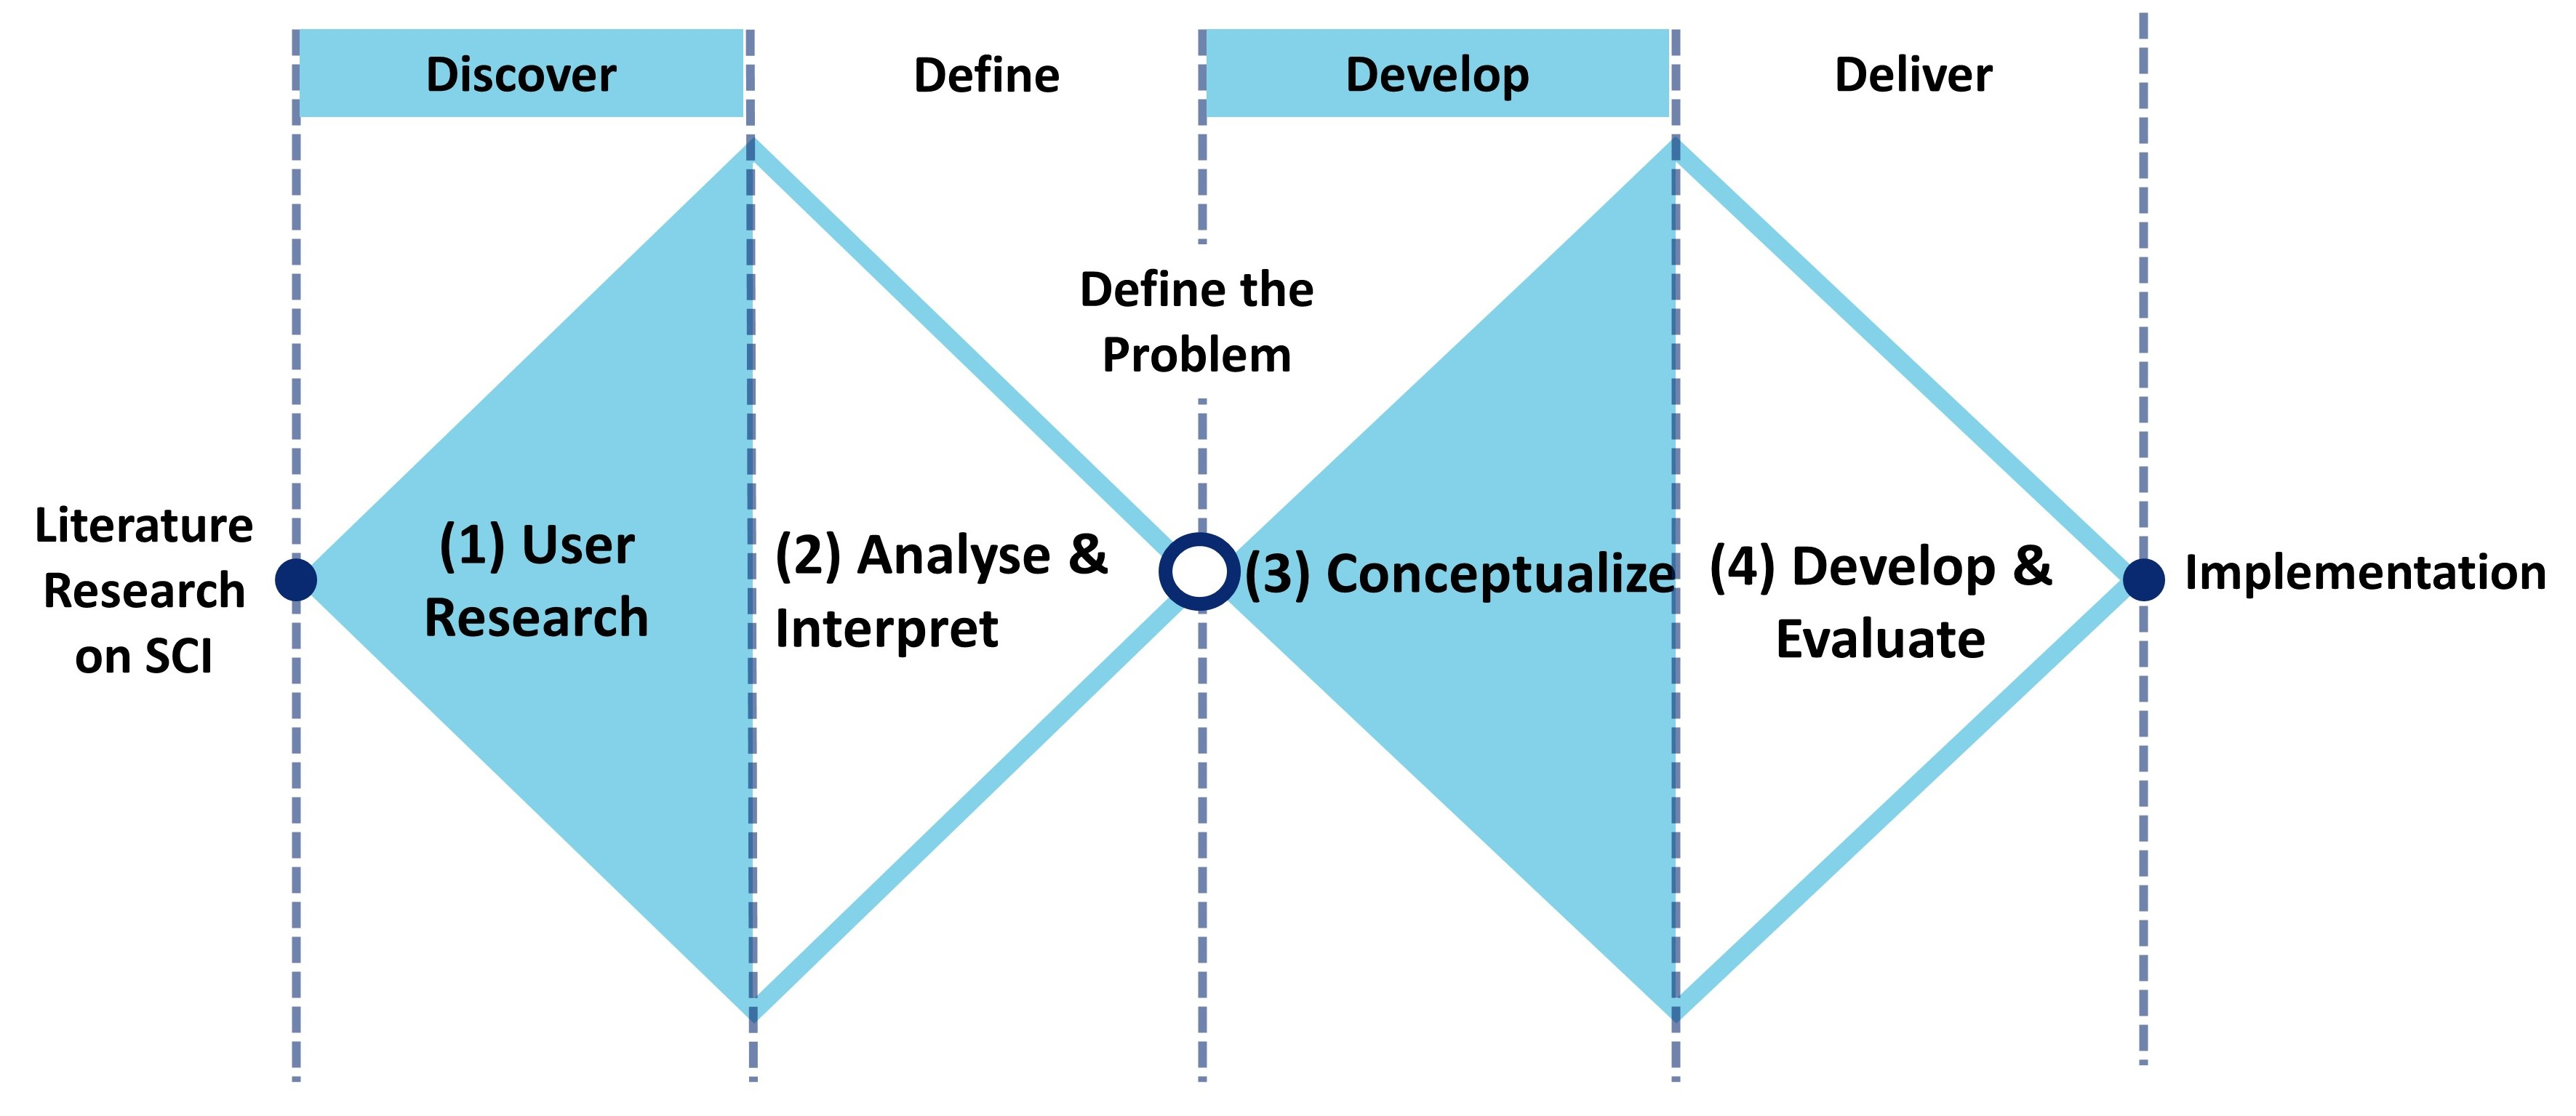 Discover
Define
Develop
Deliver
Define the
Problem
Literature
Research
on SCI
(1) User
Research
(2) Analyse &
Interpret
(3) Conceptualize
(4) Develop &
Evaluate
Implementation